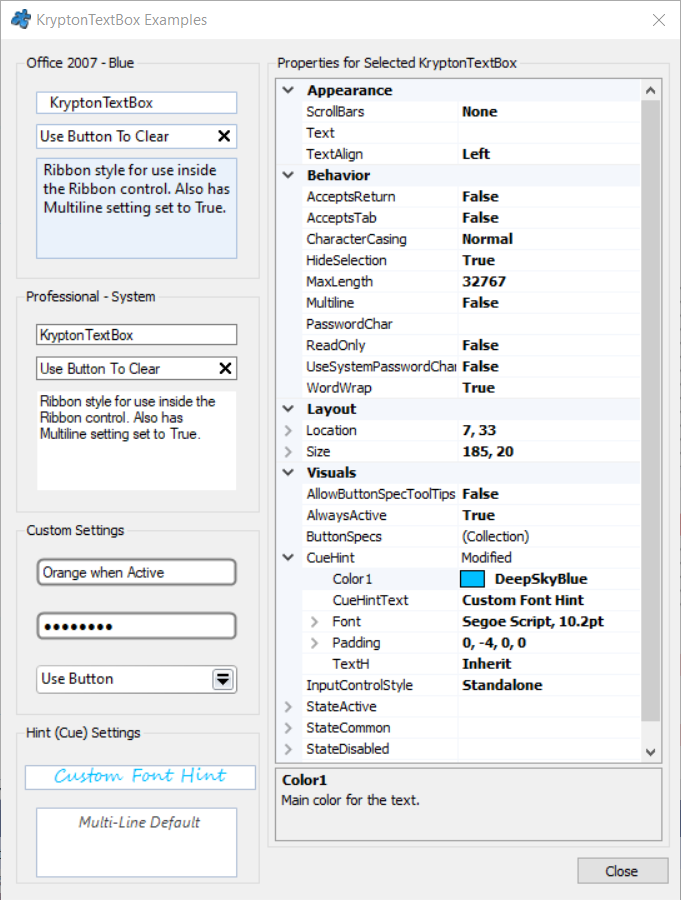 KryptonTextBox Examples
Office 2007 - Blue
KryptonTextBox
Use Button To Clear
Ribbon style for use inside
the Ribbon control. Also has
Multiline setting set to True.
Professional - System
KryptonTextBox
Use Button To Clear
Ribbon style for use inside the
Ribbon control. Also has
Multiline setting set to True.
Custom Settings
Orange when Active
●●●●●●●●
Use Button
Hint (Cue) Settings
Custom Font Hint
Multi-Line Default
Properties for Selected KryptonTextBox
Appearance
ScrollBars None
Text
TextAlign Left
Behavior
AcceptsReturn False
AcceptsTab False
CharacterCasing Normal
HideSelection True
MaxLength 32767
Multiline False
PasswordChar
ReadOnly False
UseSystemPasswordChar False
WordWrap True
Layout
Location 7, 33
Size 185, 20
Visuals
AllowButtonSpecToolTips False
AlwaysActive True
ButtonSpecs (Collection)
CueHint Modified
Color1 DeepSkyBlue
CueHintText Custom Font Hint
Font Segoe Script, 10.2pt
Padding 0, -4, 0, 0
TextH Inherit
InputControlStyle Standalone
StateActive
StateCommon
StateDisabled
Color1
Main color for the text.
Close